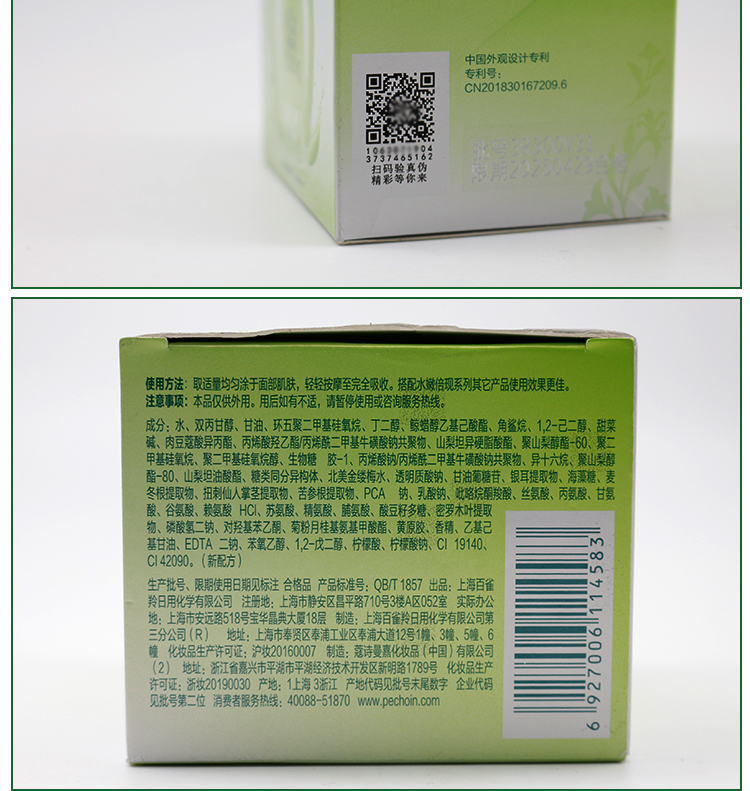 中国外观设计专利
专利号：
CN201830167209.6
3737465162
扫码验真伪
精彩等你来
限期20250423合格
使用方法：取适量均匀涂于面部肌肤，轻轻按摩至完全吸收。搭配水嫩倍现系列其它产品使用效果更佳。
注意事项：本品仅供外用。用后如有不适，请暂停使用或咨询服务热线。
成分：水、双丙甘醇、甘油、环五聚二甲基硅氧烷、丁二醇、鲸蜡醇乙基己酸酯、角鲨烷、1,2-己二醇、甜菜
碱、肉豆蔻酸异丙酯、丙烯酸羟乙酯/丙烯酰二甲基牛磺酸钠共聚物、山梨坦异硬脂酸酯、聚山梨醇酯-60、聚二
甲基硅氧烷、聚二甲基硅氧烷醇、生物糖 胶-1、丙烯酸钠/丙烯酰二甲基牛磺酸钠共聚物、异十六烷、聚山梨醇
酯-80、山梨坦油酸酯、糖类同分异构体、北美金缕梅水、透明质酸钠、甘油葡糖苷、银耳提取物、海藻糖、麦
冬根提取物、扭刺仙人掌茎提取物、苦参根提取物、PCA 钠、乳酸钠、吡咯烷酮羧酸、丝氨酸、丙氨酸、甘氨
酸、谷氨酸、赖氨酸 HCl、苏氨酸、精氨酸、脯氨酸、酸豆籽多糖、密罗木叶提取
物、磷酸氢二钠、对羟基苯乙酮、菊粉月桂基氨基甲酸酯、黄原胶、香精、乙基己
基甘油、EDTA 二钠、苯氧乙醇、1,2-戊二醇、柠檬酸、柠檬酸钠、CI 19140、
CI 42090。（新配方）
生产批号、限期使用日期见标注 合格品 产品标准号：QB/T 1857 出品：上海百雀
羚日用化学有限公司 注册地：上海市静安区昌平路710号3楼A区052室 实际办公
地：上海市安远路518号宝华晶典大厦18层 制造：上海百雀羚日用化学有限公司
第三分公司（R） 地址：上海市奉贤区奉浦工业区奉浦大道12号1幢、3幢、5幢、6
幢 化妆品生产许可证：沪妆20160007 制造：蔻诗曼嘉化妆品（中国）有限公司
（2） 地址：浙江省嘉兴市平湖市平湖经济技术开发区新明路1789号 化妆品生产
许可证：浙妆20190030 产地：1上海 3浙江 产地代码见批号末尾数字 企业代码
见批号第二位 消费者服务热线：40088-51870 www.pechoin.com
6 927006 114583